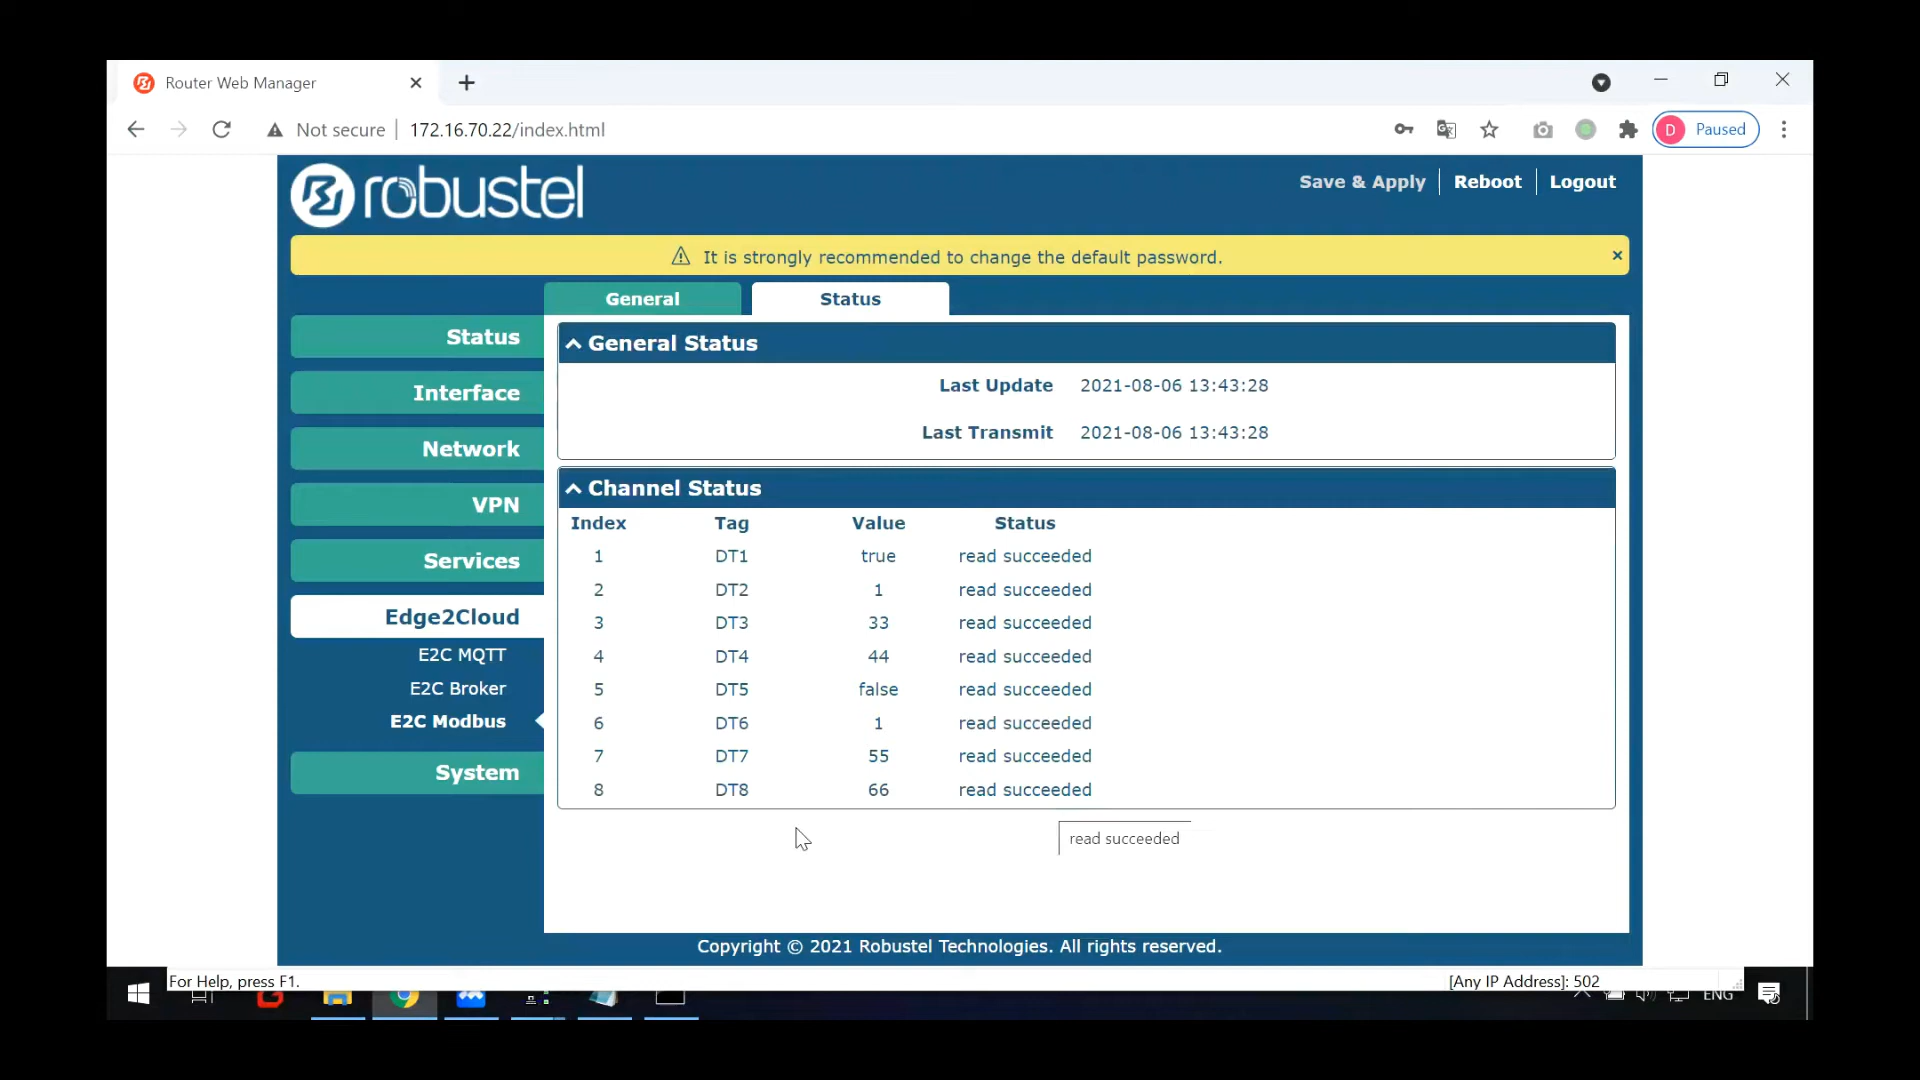 Router Web Manager
Not secure 172.16.70.22/index.html
D Paused
robustel
Save & Apply Reboot Logout
It is strongly recommended to change the default password.
General Status
Status
Interface
Network
VPN
Services
Edge2Cloud
E2C MQTT
E2C Broker
E2C Modbus
System
General Status
Last Update 2021-08-06 13:43:28
Last Transmit 2021-08-06 13:43:28
Channel Status
Index Tag Value Status
1 DT1 true read succeeded
2 DT2 1 read succeeded
3 DT3 33 read succeeded
4 DT4 44 read succeeded
5 DT5 false read succeeded
6 DT6 1 read succeeded
7 DT7 55 read succeeded
8 DT8 66 read succeeded
read succeeded
Copyright © 2021 Robustel Technologies. All rights reserved.
For Help, press F1. [Any IP Address]: 502
ENG